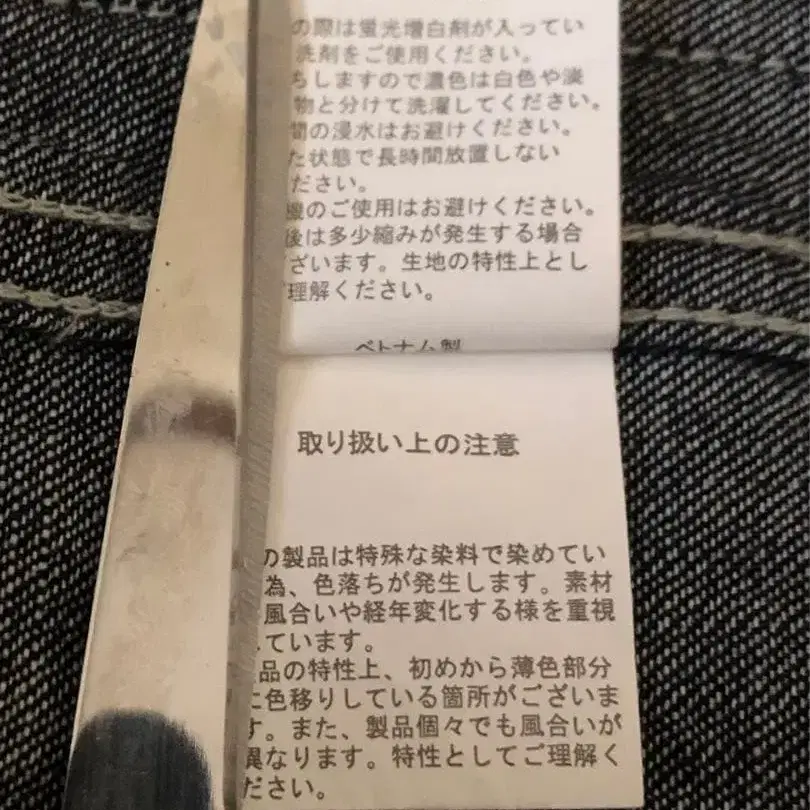 の際は蛍光増白剤が入ってい
洗剤をご使用ください。
ちしますので濃色は白色や淡
物と分けて洗濯してください。
間の浸水はお避けください。
た状態で長時間放置しない
ださい。
機のご使用はお避けください。
後は多少縮みが発生する場合
ざいます。生地の特性上とし
理解ください。
ベトナム製
取り扱い上の注意
の製品は特殊な染料で染めてい
為、色落ちが発生します。素材
風合いや経年変化する様を重視
ています。
品の特性上、初めから薄色部分
に色移りしている箇所がございま
す。また、製品個々でも風合いが
異なります。特性としてご理解く
ださい。